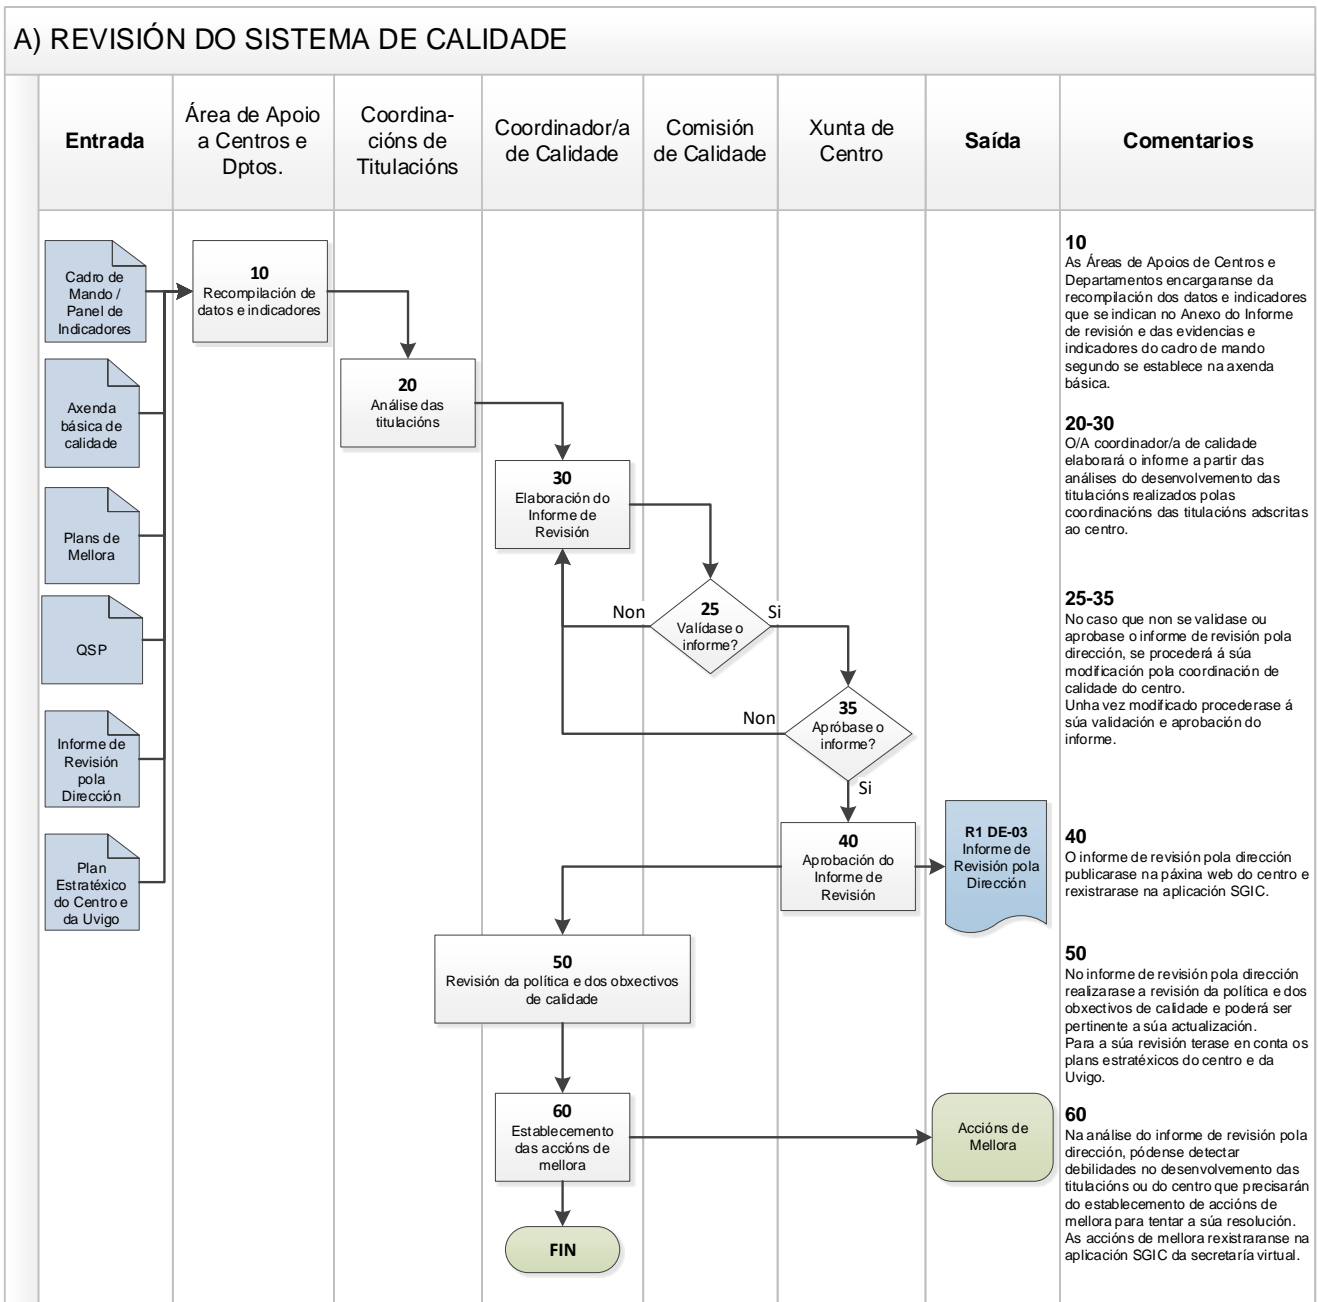 A) REVISIÓN DO SISTEMA DE CALIDADE
Entrada
Área de Apoio
a Centros e
Dptos.
Coordina-
cións de
Titulacións
Coordinador/a
de Calidade
Comisión
de Calidade
Xunta de
Centro
Saída
Comentarios
Cadro de
Mando /
Panel de
Indicadores
Axenda
básica de
calidade
Plans de
Mellora
QSP
Informe de
Revisión
pola
Dirección
Plan
Estratéxico
do Centro e
da Uvigo
10
Recompilación de
datos e indicadores
20
Análise das
titulacións
30
Elaboración do
Informe de
Revisión
25
Valídase o
informe?
Non
Si
35
Apróbase o
informe?
Non
Si
40
Aprobación do
Informe de
Revisión
R1 DE-03
Informe de
Revisión pola
Dirección
50
Revisión da política e dos obxectivos
de calidade
60
Establecemento
das accións de
mellora
Accións de
Mellora
FIN
10
As Áreas de Apoios de Centros e
Departamentos encargaranse da
recompilación dos datos e indicadores
que se indican no Anexo do Informe
de revisión e das evidencias e
indicadores do cadro de mando
segundo se establece na axenda
básica.
20-30
O/A coordinador/a de calidade
elaborará o informe a partir das
análises do desenvolvemento das
titulacións realizados polas
coordinacións das titulacións adscritas
ao centro.
25-35
No caso que non se validase ou
aprobase o informe de revisión pola
dirección, se procederá á súa
modificación pola coordinación de
calidade do centro.
Unha vez modificado procederase á
súa validación e aprobación do
informe.
40
O informe de revisión pola dirección
publicarase na páxina web do centro e
rexistrarase na aplicación SGIC.
50
No informe de revisión pola dirección
realizarase a revisión da política e dos
obxectivos de calidade e poderá ser
pertinente a súa actualización.
Para a súa revisión terase en conta os
plans estratéxicos do centro e da
Uvigo.
60
Na análise do informe de revisión pola
dirección, pódense detectar
debilidades no desenvolvemento das
titulacións ou do centro que precisarán
do establecemento de accións de
mellora para tentar a súa resolución.
As accións de mellora rexistraranse na
aplicación SGIC da secretaría virtual.